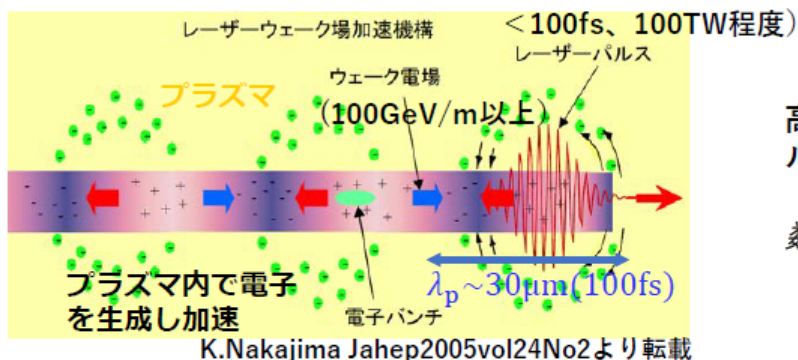 ＜100fs、100TW程度）
レーザーウェーク場加速機構
レーザーパルス
プラズマ
ウェーク電場
（100GeV/m以上）
高
パ
プラズマ内で電子
を生成し加速
電子バンチ
λp~30μm(100fs)
K.Nakajima Jahep2005vol24No2より転載